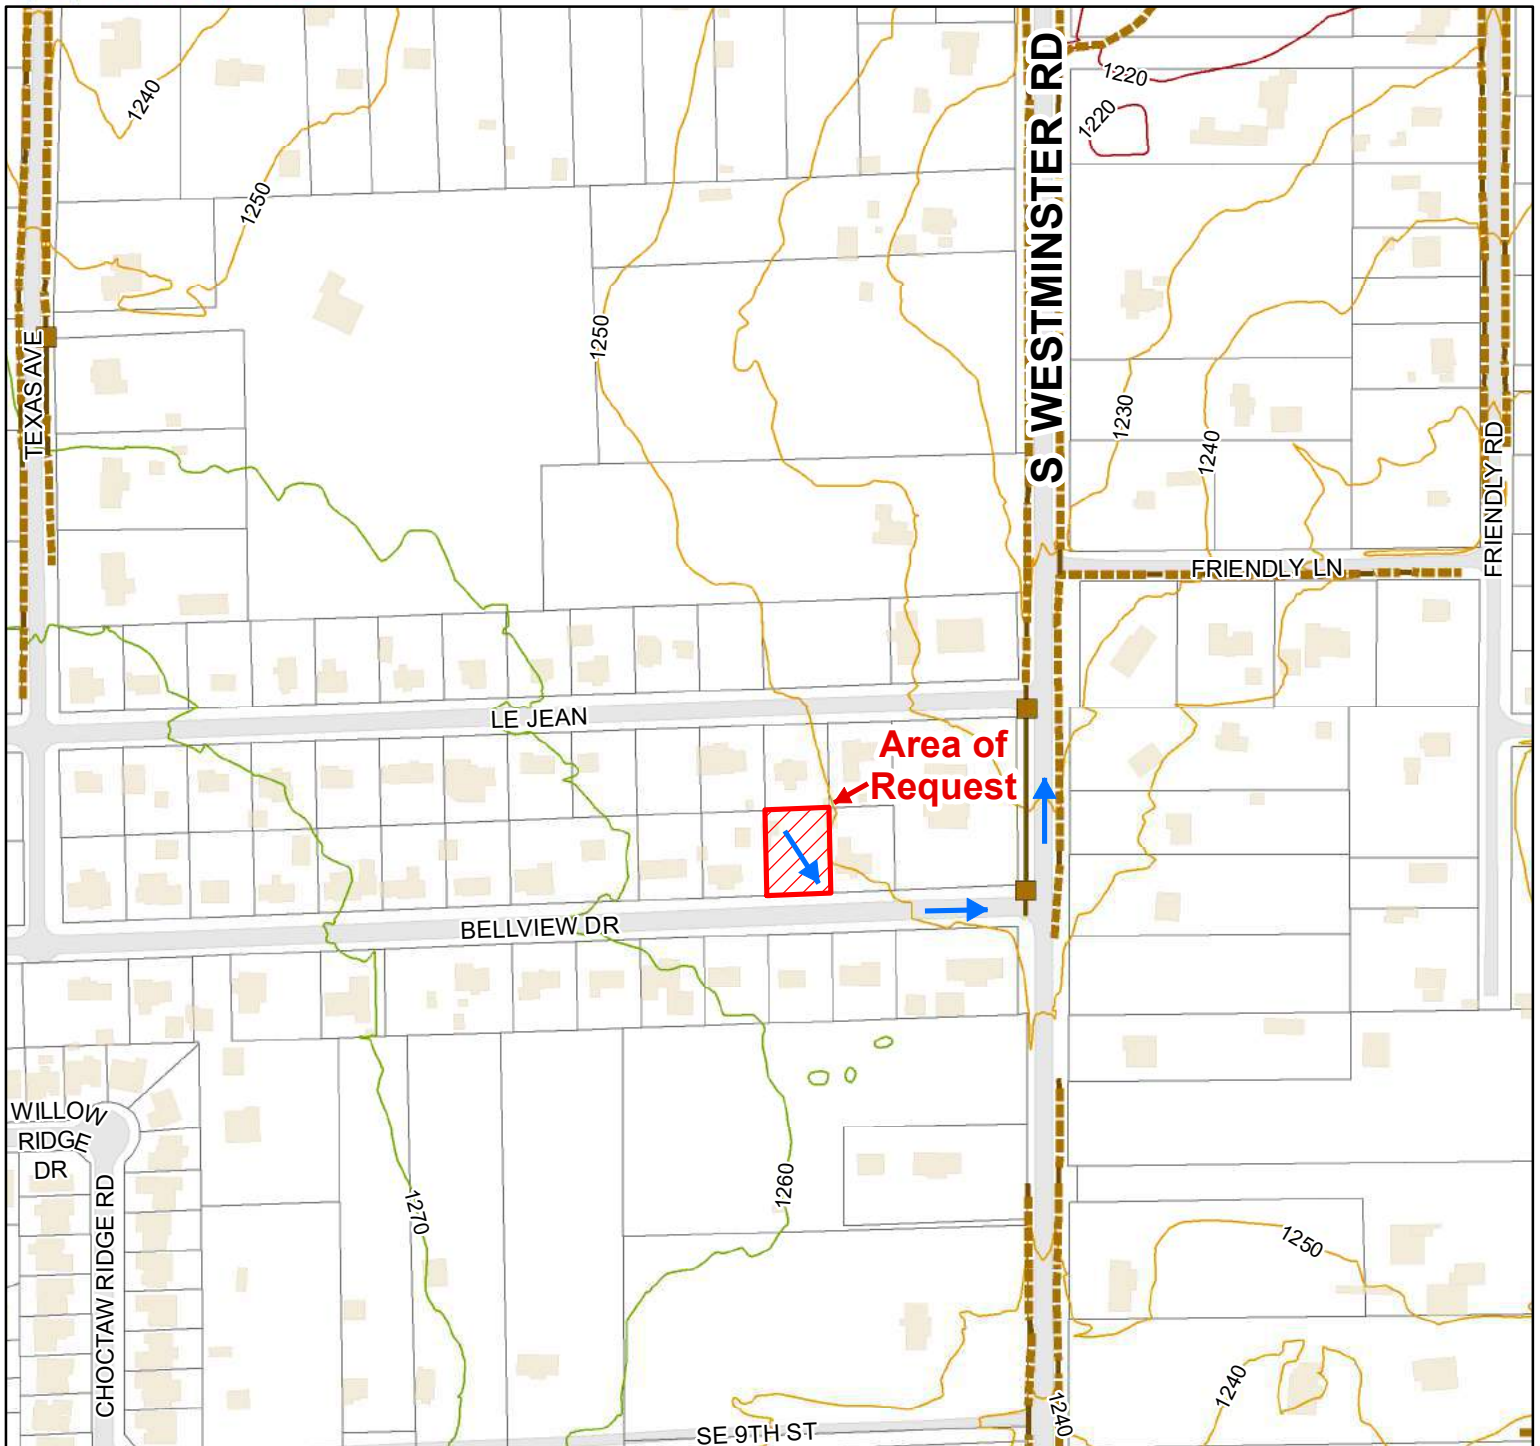 S WESTMINSTER RD
1240
1220
1220
1250
1250
TEXAS AVE
1230
1240
FRIENDLY RD
FRIENDLY LN
LE JEAN
Area of
Request
BELLVIEW DR
WILLOW
RIDGE
DR
CHOCTAW RIDGE RD
1270
1260
1250
1240
1240
SE 9TH ST